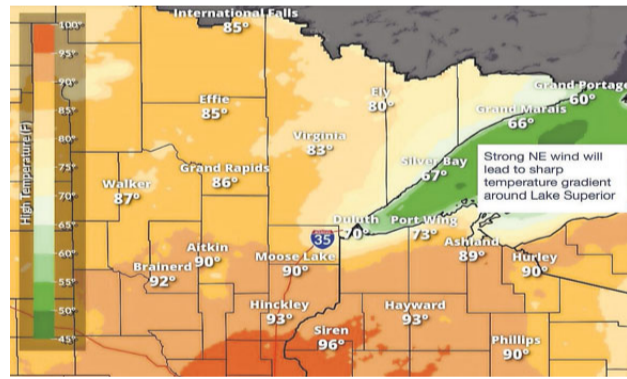 International Falls
85°
Effie
85°
Ely
80°
Grand Portage
60°
Grand Marais
66°
Virginia
83°
Silver Bay
67°
Strong NE wind will
lead to sharp
temperature gradient
around Lake Superior
Grand Rapids
86°
Walker
87°
Duluth
70°
Port Wing
73°
35
Ashland
89°
Hurley
90°
Aitkin
90°
Moose Lake
90°
Brainerd
92°
Hinckley
93°
Hayward
93°
Siren
96°
Phillips
90°
High Temperature (F)
100°
95°
90°
85°
80°
75°
70°
65°
60°
55°
50°
45°